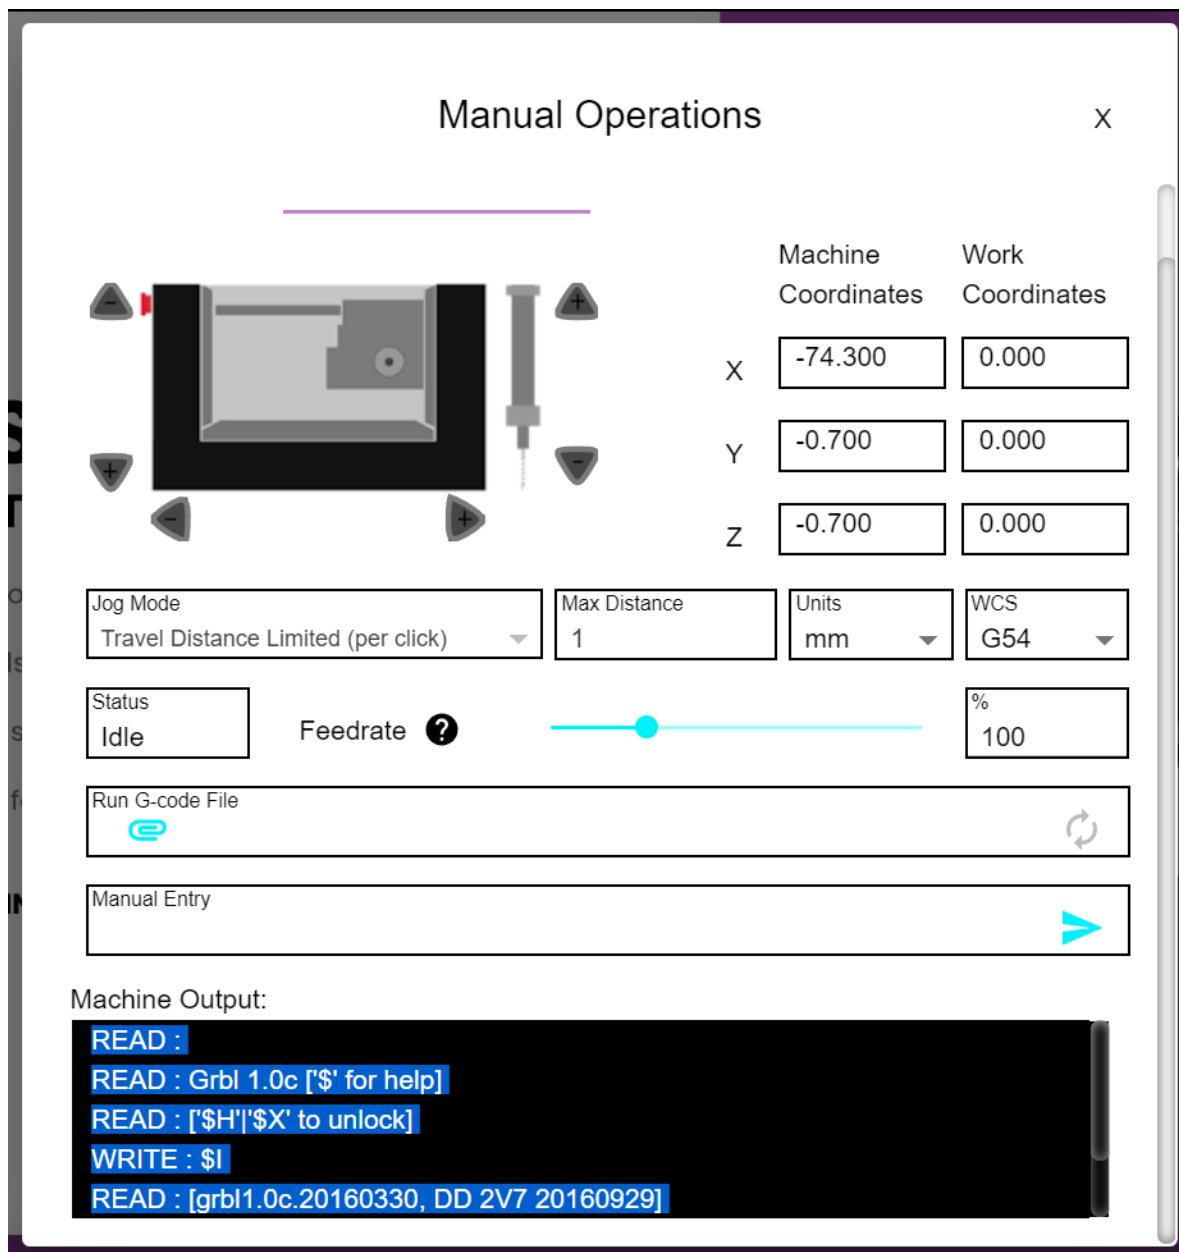 Manual Operations
X
Machine Coordinates
Work Coordinates
X
-74.300
0.000
Y
-0.700
0.000
Z
-0.700
0.000
- + + - - +
Jog Mode
Travel Distance Limited (per click)
Max Distance
1
Units
mm
WCS
G54
Status
Idle
Feedrate ?
%
100
Run G-code File
Manual Entry
Machine Output:
READ :
READ : Grbl 1.0c ['$' for help]
READ : ['$H'|'$X' to unlock]
WRITE : $I
READ : [grbl1.0c.20160330, DD 2V7 20160929]